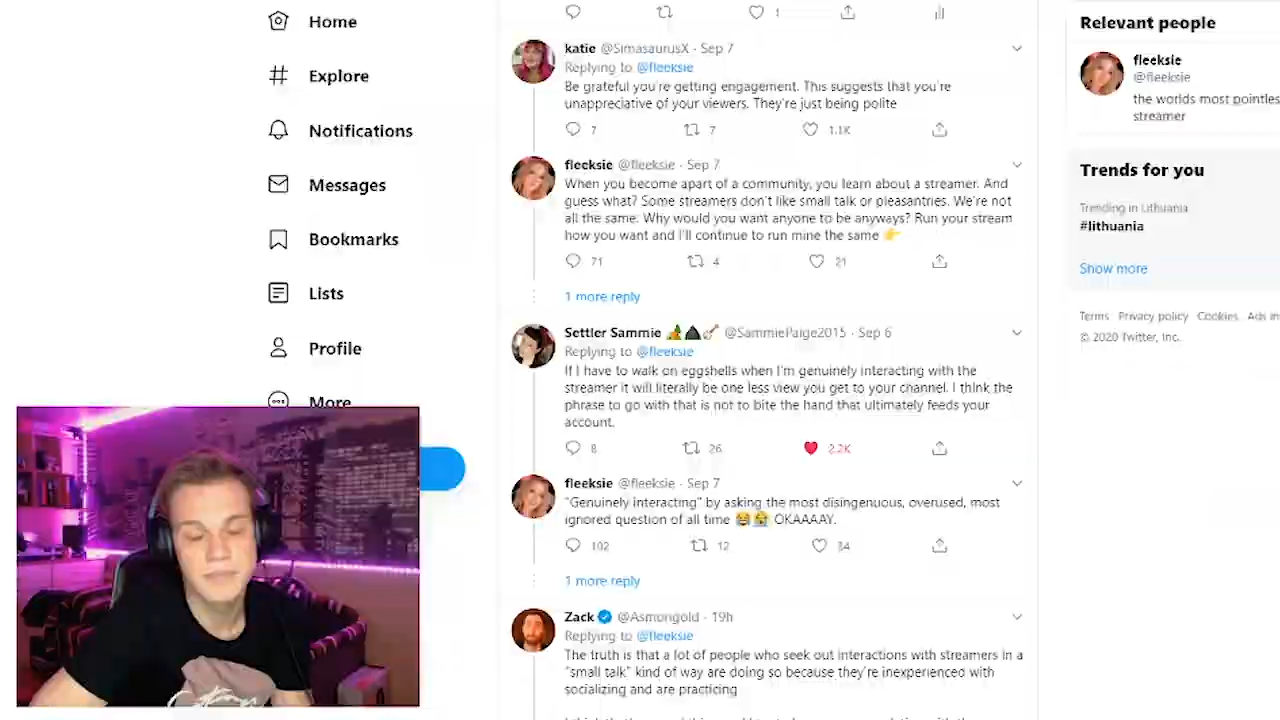 Home
Explore
Notifications
Messages
Bookmarks
Lists
Profile
More
1
katie @SimasaurusX · Sep 7
Replying to @fleeksie
Be grateful you're getting engagement. This suggests that you're
unappreciative of your viewers. They're just being polite
7 7 1.1K
fleeksie @fleeksie · Sep 7
When you become apart of a community, you learn about a streamer. And
guess what? Some streamers don't like small talk or pleasantries. We're not
all the same. Why would you want anyone to be anyways? Run your stream
how you want and I'll continue to run mine the same 👉
71 4 21
1 more reply
Settler Sammie @SammiePaige2015 · Sep 6
Replying to @fleeksie
If I have to walk on eggshells when I'm genuinely interacting with the
streamer it will literally be one less view you get to your channel. I think the
phrase to go with that is not to bite the hand that ultimately feeds your
account.
8 26 2.2K
fleeksie @fleeksie · Sep 7
"Genuinely interacting" by asking the most disingenuous, overused, most
ignored question of all time 😂😭 OKAAAAY.
102 12 34
1 more reply
Zack @Asmongold · 19h
Replying to @fleeksie
The truth is that a lot of people who seek out interactions with streamers in a
"small talk" kind of way are doing so because they're inexperienced with
socializing and are practicing
Relevant people
fleeksie
@fleeksie
the worlds most pointles
streamer
Trends for you
Trending in Lithuania
#lithuania
Show more
Terms Privacy policy Cookies Ads in
© 2020 Twitter, Inc.